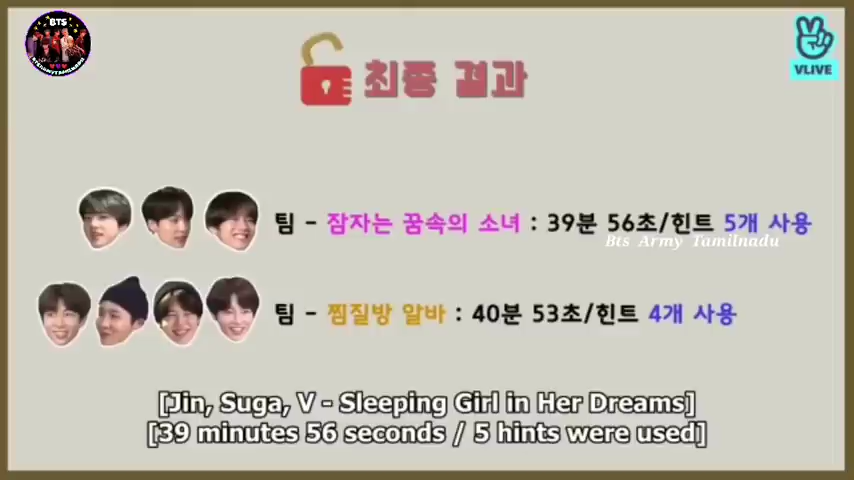 BTS
BTSARMYTAMILNADU
VLIVE
최종 결과
팀 - 잠자는 꿈속의 소녀 : 39분 56초/힌트 5개 사용
Bts Army Tamilnadu
팀 - 찜질방 알바 : 40분 53초/힌트 4개 사용
[Jin, Suga, V - Sleeping Girl in Her Dreams]
[39 minutes 56 seconds / 5 hints were used]